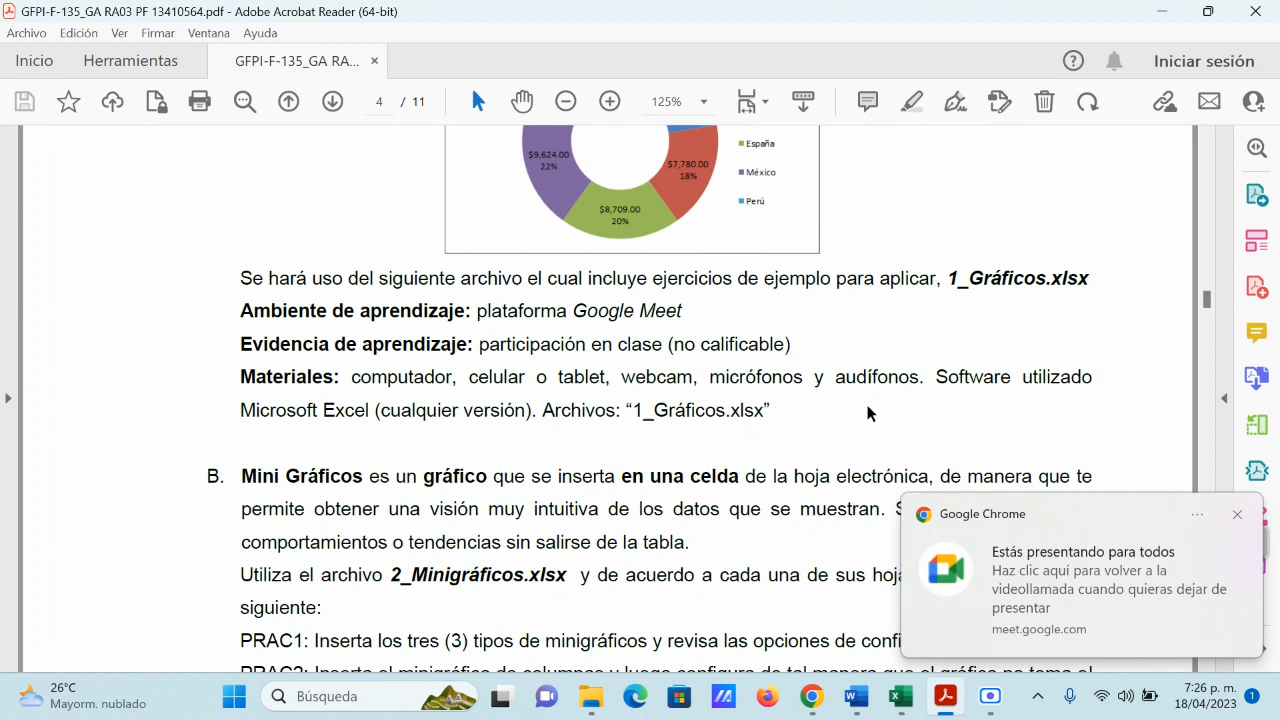 GFPI-F-135_GA RA03 PF 13410564.pdf - Adobe Acrobat Reader (64-bit)
Archivo Edición Ver Firmar Ventana Ayuda
Inicio Herramientas GFPI-F-135_GA RA... × Iniciar sesión
4 / 11 125%
España
$9,624.00
22%
$7,780.00
18%
México
Perú
$8,709.00
20%
Se hará uso del siguiente archivo el cual incluye ejercicios de ejemplo para aplicar, 1_Gráficos.xlsx
Ambiente de aprendizaje: plataforma Google Meet
Evidencia de aprendizaje: participación en clase (no calificable)
Materiales: computador, celular o tablet, webcam, micrófonos y audífonos. Software utilizado
Microsoft Excel (cualquier versión). Archivos: “1_Gráficos.xlsx”
B. Mini Gráficos es un gráfico que se inserta en una celda de la hoja electrónica, de manera que te
permite obtener una visión muy intuitiva de los datos que se muestran.
comportamientos o tendencias sin salirse de la tabla.
Utiliza el archivo 2_Minigráficos.xlsx y de acuerdo a cada una de sus
siguiente:
PRAC1: Inserta los tres (3) tipos de minigráficos y revisa las opciones de
Google Chrome
Estás presentando para todos
Haz clic aquí para volver a la
videollamada cuando quieras dejar de
presentar
meet.google.com
26°C
Mayorm. nublado
Búsqueda
7:26 p. m.
18/04/2023
1